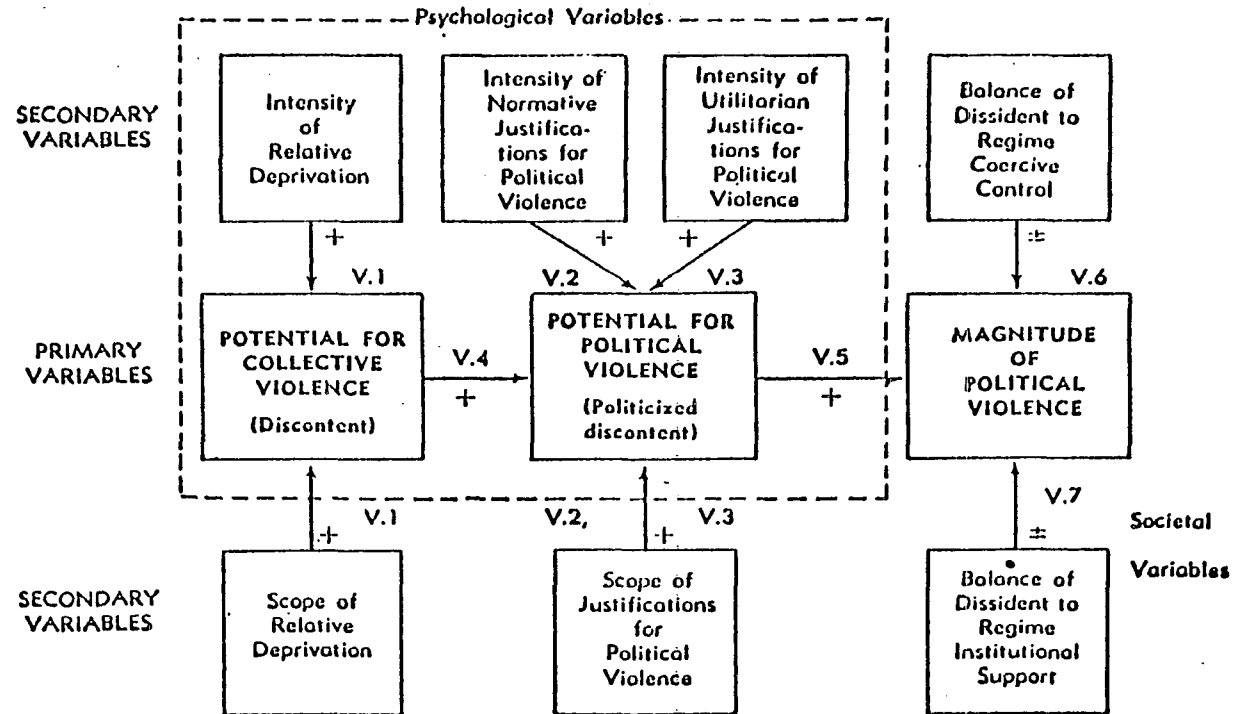 Psychological Variables
SECONDARY
VARIABLES
Intensity
of
Relative
Deprivation
Intensity of
Normative
Justifica-
tions for
Political
Violence
Intensity of
Utilitarian
Justifica-
tions for
Political
Violence
Balance of
Dissident to
Regime
Coercive
Control
+
+
+
±
V.1
V.2
V.3
V.6
PRIMARY
VARIABLES
POTENTIAL FOR
COLLECTIVE
VIOLENCE
(Discontent)
V.4
+
POTENTIAL FOR
POLITICAL
VIOLENCE
(Politicized
discontent)
V.5
+
MAGNITUDE
OF
POLITICAL
VIOLENCE
V.1
+
V.2,
V.3
+
V.7
±
Societal
Variables
SECONDARY
VARIABLES
Scope of
Relative
Deprivation
Scope of
Justifications
for
Political
Violence
Balance of
Dissident to
Regime
Institutional
Support